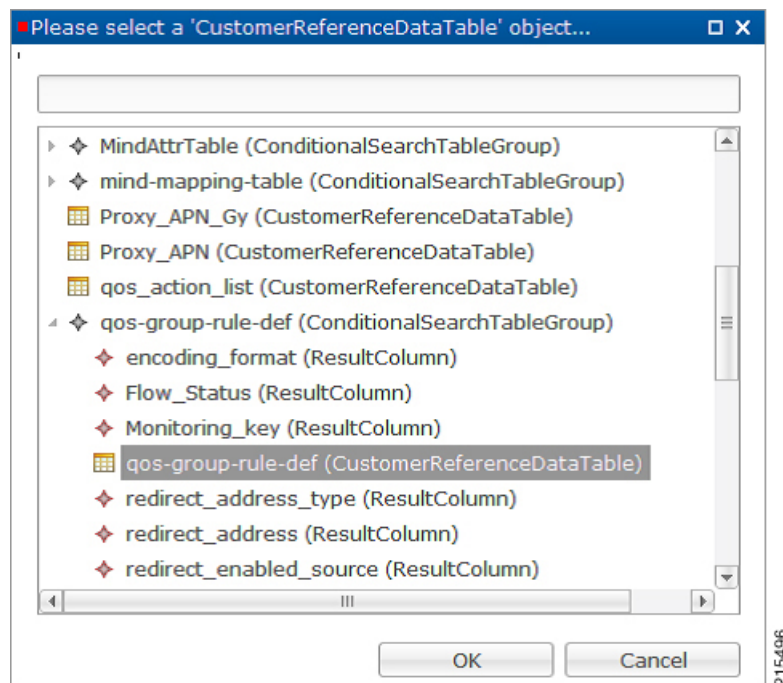 Please select a 'CustomerReferenceDataTable' object...
MindAttrTable (ConditionalSearchTableGroup)
mind-mapping-table (ConditionalSearchTableGroup)
Proxy_APN_Gy (CustomerReferenceDataTable)
Proxy_APN (CustomerReferenceDataTable)
qos_action_list (CustomerReferenceDataTable)
qos-group-rule-def (ConditionalSearchTableGroup)
encoding_format (ResultColumn)
Flow_Status (ResultColumn)
Monitoring_key (ResultColumn)
qos-group-rule-def (CustomerReferenceDataTable)
redirect_address_type (ResultColumn)
redirect_address (ResultColumn)
redirect_enabled_source (ResultColumn)
OK Cancel